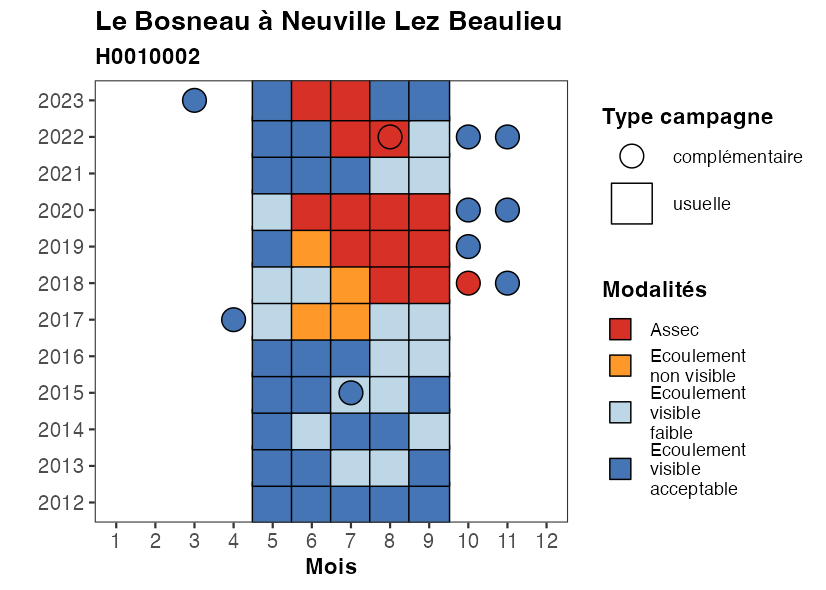 Le Bosneau à Neuville Lez Beaulieu
H0010002
2023
2022
2021
2020
2019
2018
2017
2016
2015
2014
2013
2012
1 2 3 4 5 6 7 8 9 10 11 12
Mois
Type campagne
complémentaire
usuelle
Modalités
Assec
Ecoulement
non visible
Ecoulement
visible
faible
Ecoulement
visible
acceptable